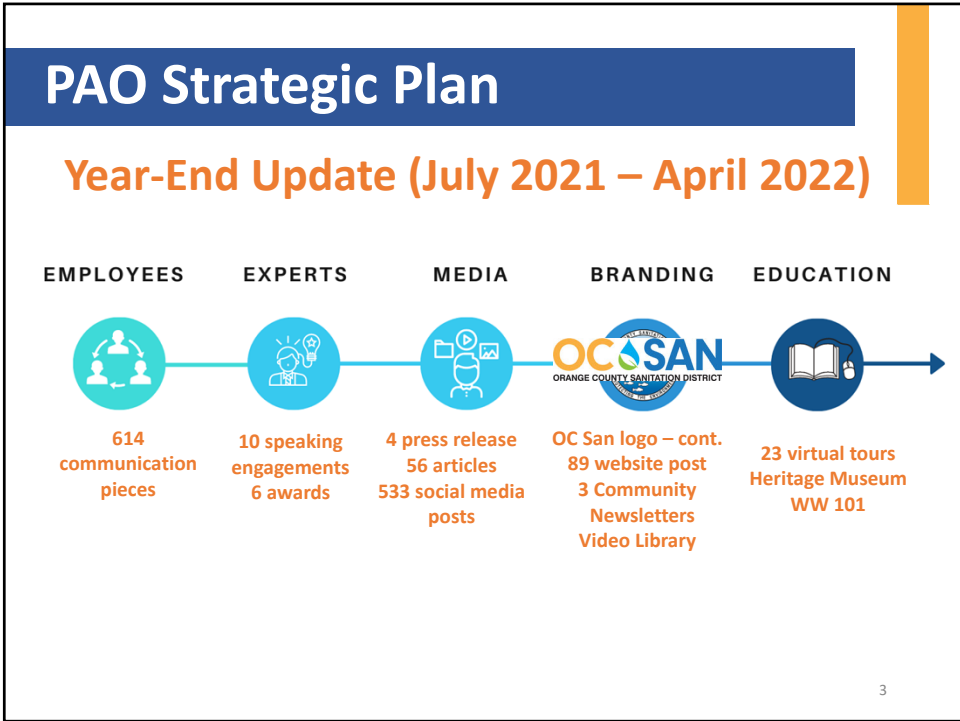 PAO Strategic Plan
Year-End Update (July 2021 – April 2022)
EMPLOYEES
EXPERTS
MEDIA
BRANDING
EDUCATION
OC SAN
ORANGE COUNTY SANITATION DISTRICT
614
communication
pieces
10 speaking
engagements
6 awards
4 press release
56 articles
533 social media
posts
OC San logo – cont.
89 website post
3 Community
Newsletters
Video Library
23 virtual tours
Heritage Museum
WW 101
3